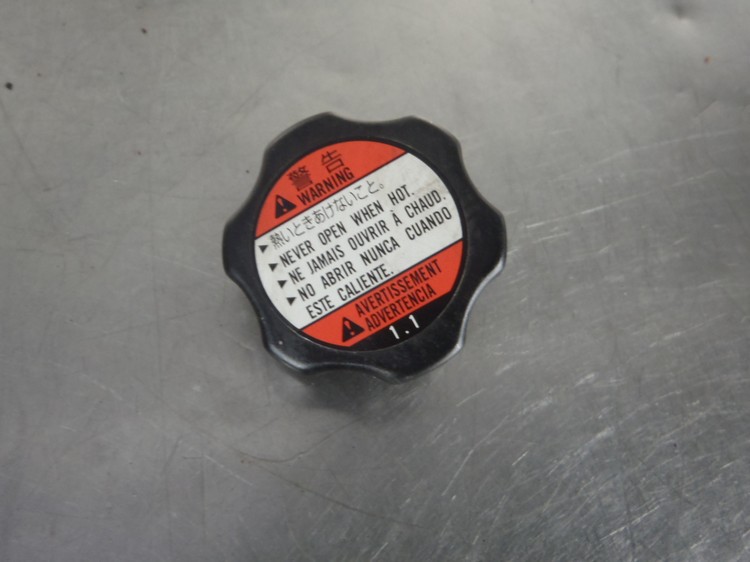 警告
WARNING
熱いときあけないこと。
NEVER OPEN WHEN HOT.
NE JAMAIS OUVRIR À CHAUD.
NO ABRIR NUNCA CUANDO
ESTE CALIENTE.
AVERTISSEMENT
ADVERTENCIA
1.1